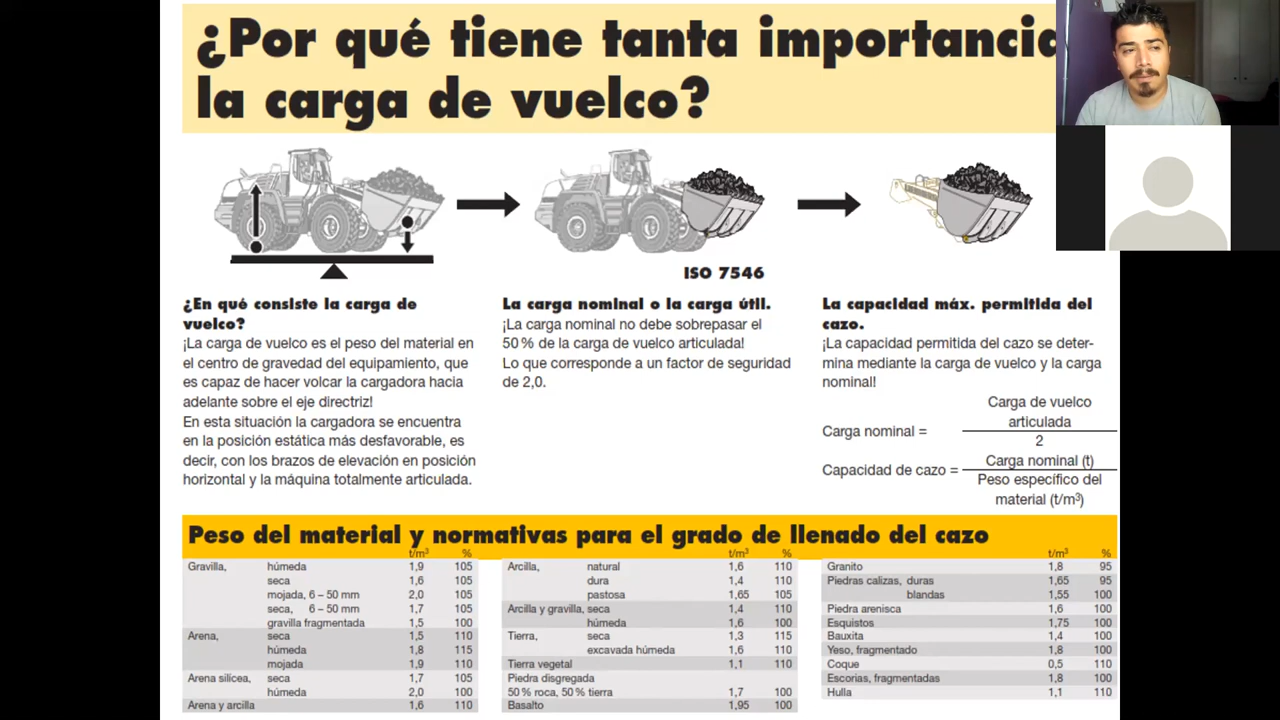 ¿Por qué tiene tanta importancia
la carga de vuelco?
ISO 7546
¿En qué consiste la carga de
vuelco?
¡La carga de vuelco es el peso del material en
el centro de gravedad del equipamiento, que
es capaz de hacer volcar la cargadora hacia
adelante sobre el eje directriz!
En esta situación la cargadora se encuentra
en la posición estática más desfavorable, es
decir, con los brazos de elevación en posición
horizontal y la máquina totalmente articulada.
La carga nominal o la carga útil.
¡La carga nominal no debe sobrepasar el
50 % de la carga de vuelco articulada!
Lo que corresponde a un factor de seguridad
de 2,0.
La capacidad máx. permitida del
cazo.
¡La capacidad permitida del cazo se deter-
mina mediante la carga de vuelco y la carga
nominal!
Carga de vuelco
articulada
Carga nominal =
2
Carga nominal (t)
Capacidad de cazo =
Peso específico del
material (t/m³)
Peso del material y normativas para el grado de llenado del cazo
t/m³ %
Gravilla, húmeda 1,9 105
seca 1,6 105
mojada, 6 – 50 mm 2,0 105
seca, 6 – 50 mm 1,7 105
gravilla fragmentada 1,5 100
Arena, seca 1,5 110
húmeda 1,8 115
mojada 1,9 110
Arena silícea, seca 1,7 105
húmeda 2,0 100
Arena y arcilla 1,6 110
t/m³ %
Arcilla, natural 1,6 110
dura 1,4 110
pastosa 1,65 105
Arcilla y gravilla, seca 1,4 110
húmeda 1,6 100
Tierra, seca 1,3 115
excavada húmeda 1,6 110
Tierra vegetal 1,1 110
Piedra disgregada
50 % roca, 50 % tierra 1,7 100
Basalto 1,95 100
t/m³ %
Granito 1,8 95
Piedras calizas, duras 1,65 95
blandas 1,55 100
Piedra arenisca 1,6 100
Esquistos 1,75 100
Bauxita 1,4 100
Yeso, fragmentado 1,8 100
Coque 0,5 110
Escorias, fragmentadas 1,8 100
Hulla 1,1 110